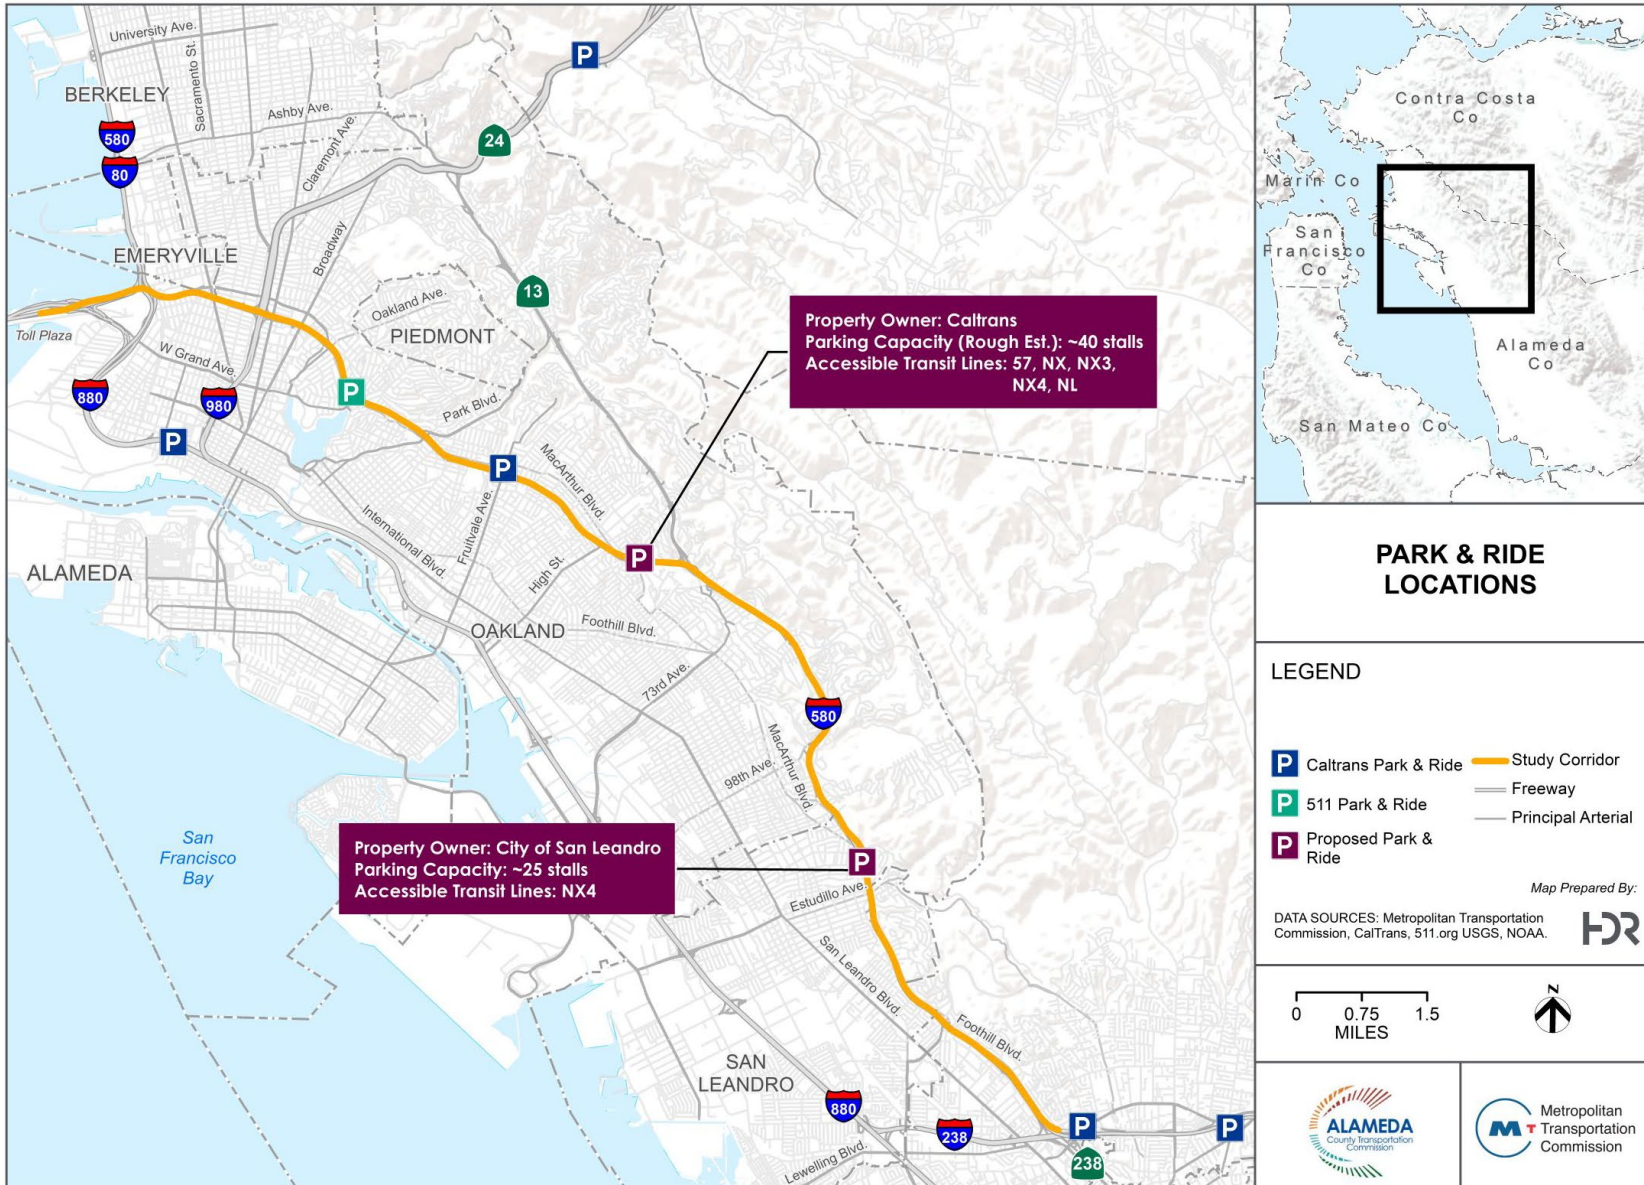 University Ave.
Sacramento St.
BERKELEY
Ashby Ave.
Claremont Ave.
580
80
24
P
EMERYVILLE
Broadway
13
Oakland Ave.
PIEDMONT
Toll Plaza
W Grand Ave.
880
980
P
P
Park Blvd.
P
MacArthur Blvd.
Property Owner: Caltrans
Parking Capacity (Rough Est.): ~40 stalls
Accessible Transit Lines: 57, NX, NX3,
NX4, NL
International Blvd.
Fruitvale Ave.
High St.
P
ALAMEDA
OAKLAND
Foothill Blvd.
73rd Ave.
580
98th Ave.
MacArthur Blvd.
San
Francisco
Bay
Property Owner: City of San Leandro
Parking Capacity: ~25 stalls
Accessible Transit Lines: NX4
P
Estudillo Ave.
San Leandro Blvd.
Foothill Blvd.
SAN
LEANDRO
880
238
P
P
238
Lewelling Blvd.
Contra Costa
Co
Marin Co
San
Francisco
Co
Alameda
Co
San Mateo Co
PARK & RIDE
LOCATIONS
LEGEND
P Caltrans Park & Ride
P 511 Park & Ride
P Proposed Park &
Ride
Study Corridor
Freeway
Principal Arterial
Map Prepared By:
DATA SOURCES: Metropolitan Transportation
Commission, CalTrans, 511.org USGS, NOAA.
HDR
0 0.75 1.5
MILES
N
ALAMEDA
County Transportation
Commission
M T
Metropolitan
Transportation
Commission